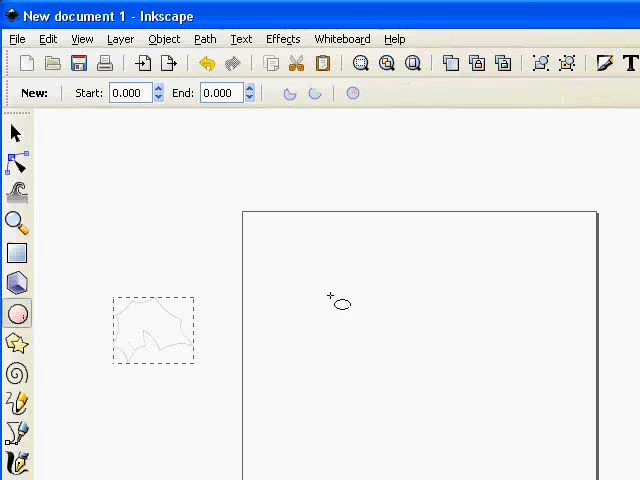 New document 1 - Inkscape
File Edit View Layer Object Path Text Effects Whiteboard Help
New: Start: 0.000 End: 0.000